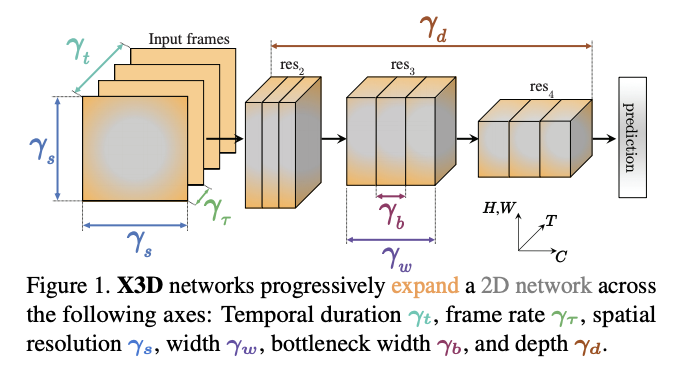 γd
Input frames
γt
res2
res3
res4
γs
prediction
γτ
γb
γs
γw
H,W
T
C
Figure 1. X3D networks progressively expand a 2D network across
the following axes: Temporal duration γt, frame rate γτ, spatial
resolution γs, width γw, bottleneck width γb, and depth γd.